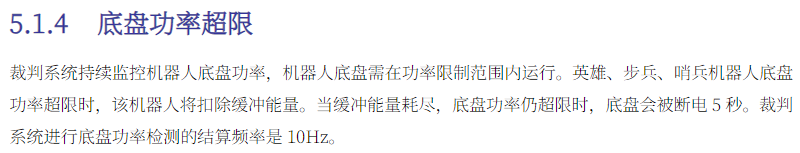 5.1.4 底盘功率超限
裁判系统持续监控机器人底盘功率，机器人底盘需在功率限制范围内运行。英雄、步兵、哨兵机器人底盘
功率超限时，该机器人将扣除缓冲能量。当缓冲能量耗尽，底盘功率仍超限时，底盘会被断电 5 秒。裁判
系统进行底盘功率检测的结算频率是 10Hz。